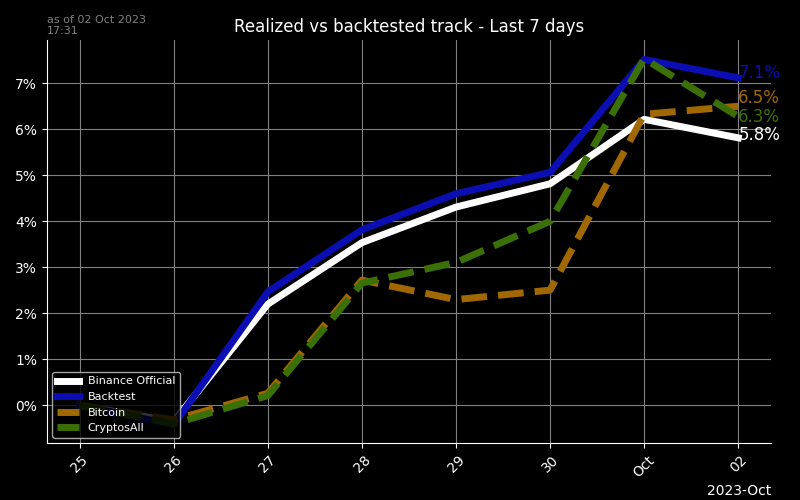 as of 02 Oct 2023
17:31
Realized vs backtested track - Last 7 days
7%
6%
5%
4%
3%
2%
1%
0%
7.1%
6.5%
6.3%
5.8%
Binance Official
Backtest
Bitcoin
CryptosAll
25
26
27
28
29
30
Oct
02
2023-Oct